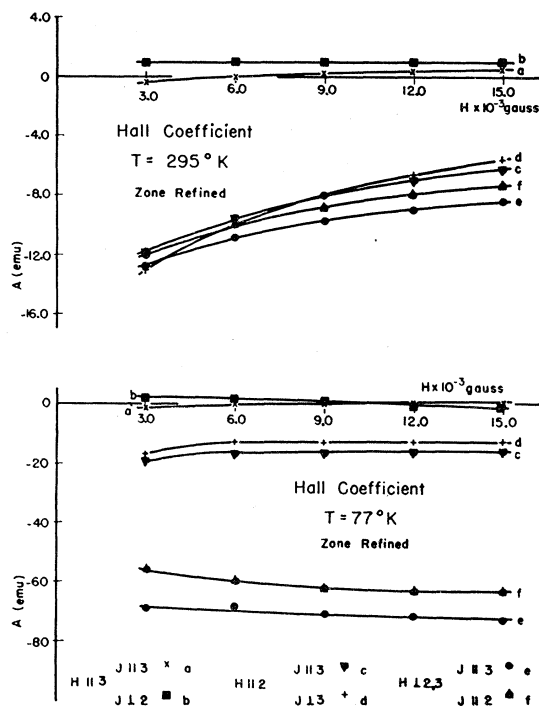 4.0
b
0
a
3.0 6.0 9.0 12.0 15.0
H x 10⁻³ gauss
Hall Coefficient
T = 295°K
Zone Refined
-4.0
-8.0
-12.0
-16.0
A (emu)
d
c
f
e
H x 10⁻³ gauss
b
0
a
3.0 6.0 9.0 12.0 15.0
a
b
-20
d
c
Hall Coefficient
T = 77°K
Zone Refined
-40
-60
-80
A (emu)
f
e
H ॥ 3 J ॥ 3 x a
J ⊥ 2 ■ b
H ॥ 2 J ॥ 3 ▼ c
J ⊥ 3 + d
H ⊥ 2,3 J ॥ 3 ● e
J ॥ 2 ▲ f